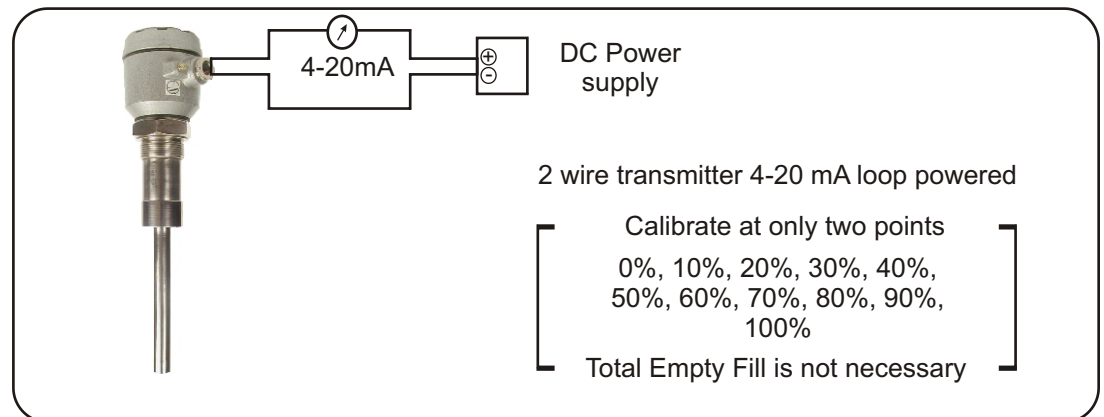 4-20mA
DC Power
supply
2 wire transmitter 4-20 mA loop powered
Calibrate at only two points
0%, 10%, 20%, 30%, 40%,
50%, 60%, 70%, 80%, 90%,
100%
Total Empty Fill is not necessary